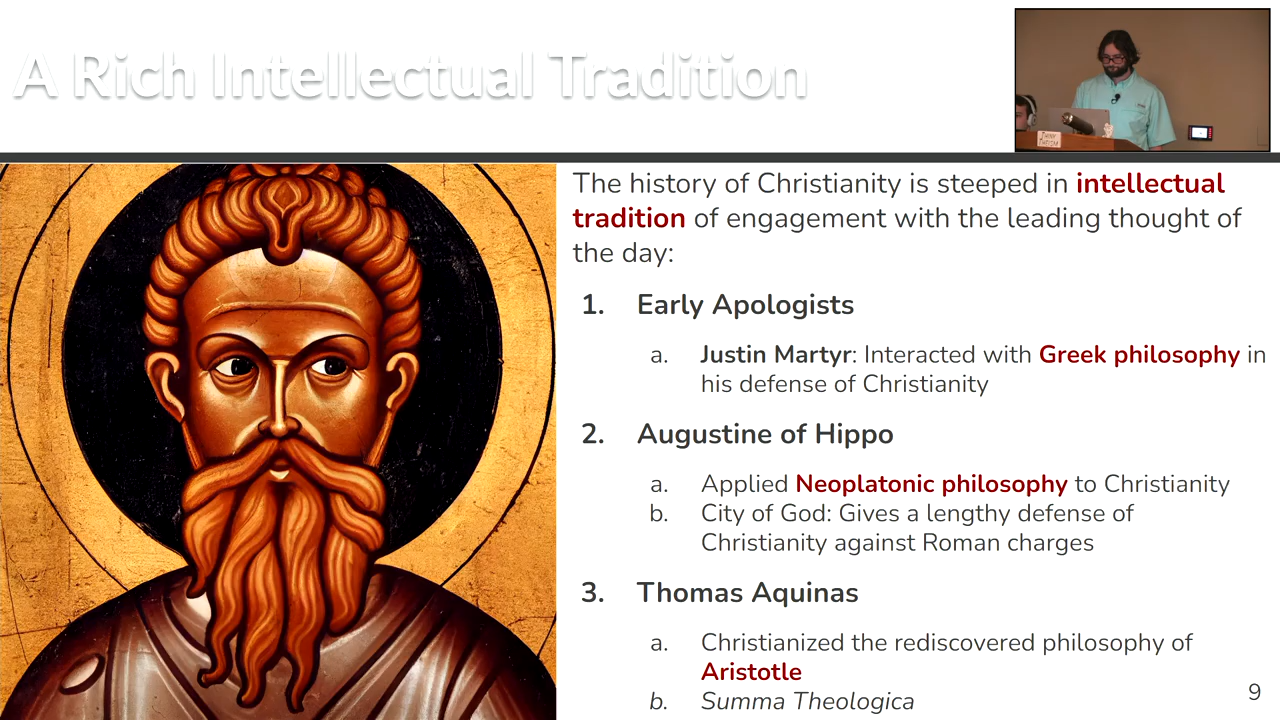 A Rich Intellectual Tradition
The history of Christianity is steeped in intellectual
tradition of engagement with the leading thought of
the day:
1. Early Apologists
a. Justin Martyr: Interacted with Greek philosophy in
his defense of Christianity
2. Augustine of Hippo
a. Applied Neoplatonic philosophy to Christianity
b. City of God: Gives a lengthy defense of
Christianity against Roman charges
3. Thomas Aquinas
a. Christianized the rediscovered philosophy of
Aristotle
b. Summa Theologica
9